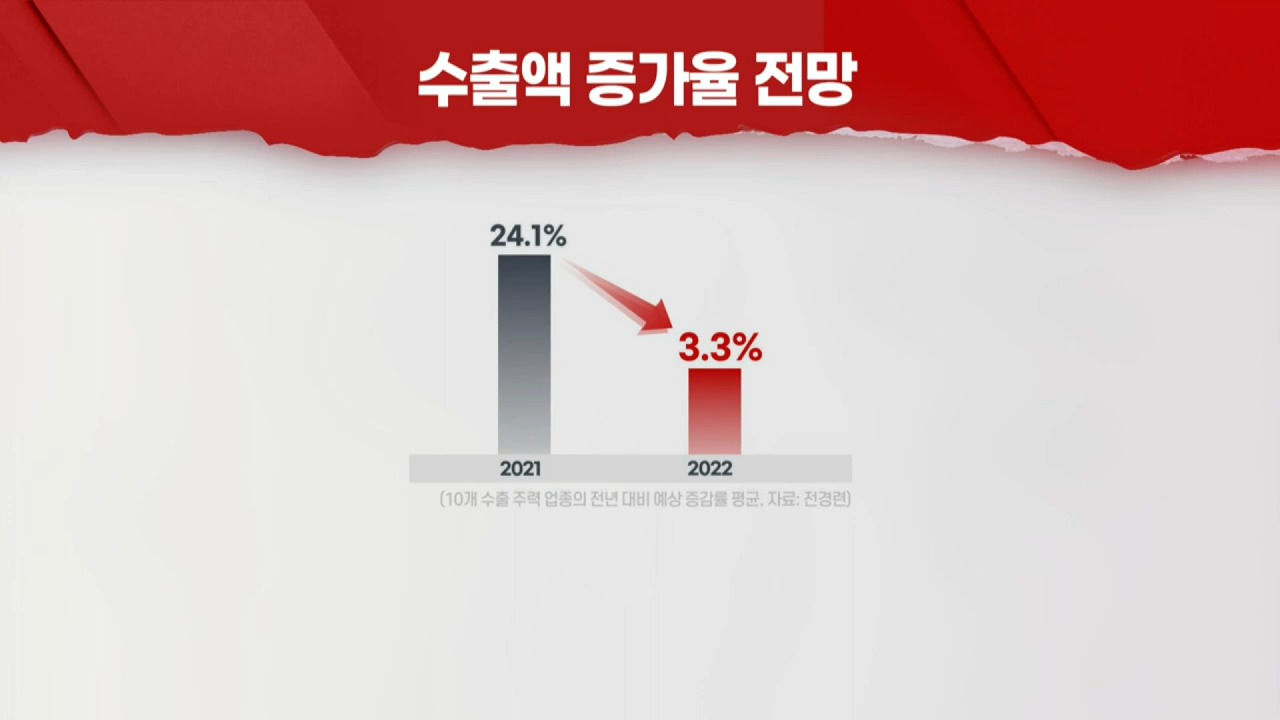 수출액 증가율 전망
24.1%
3.3%
2021
2022
(10개 수출 주력 업종의 전년 대비 예상 증감률 평균, 자료: 전경련)